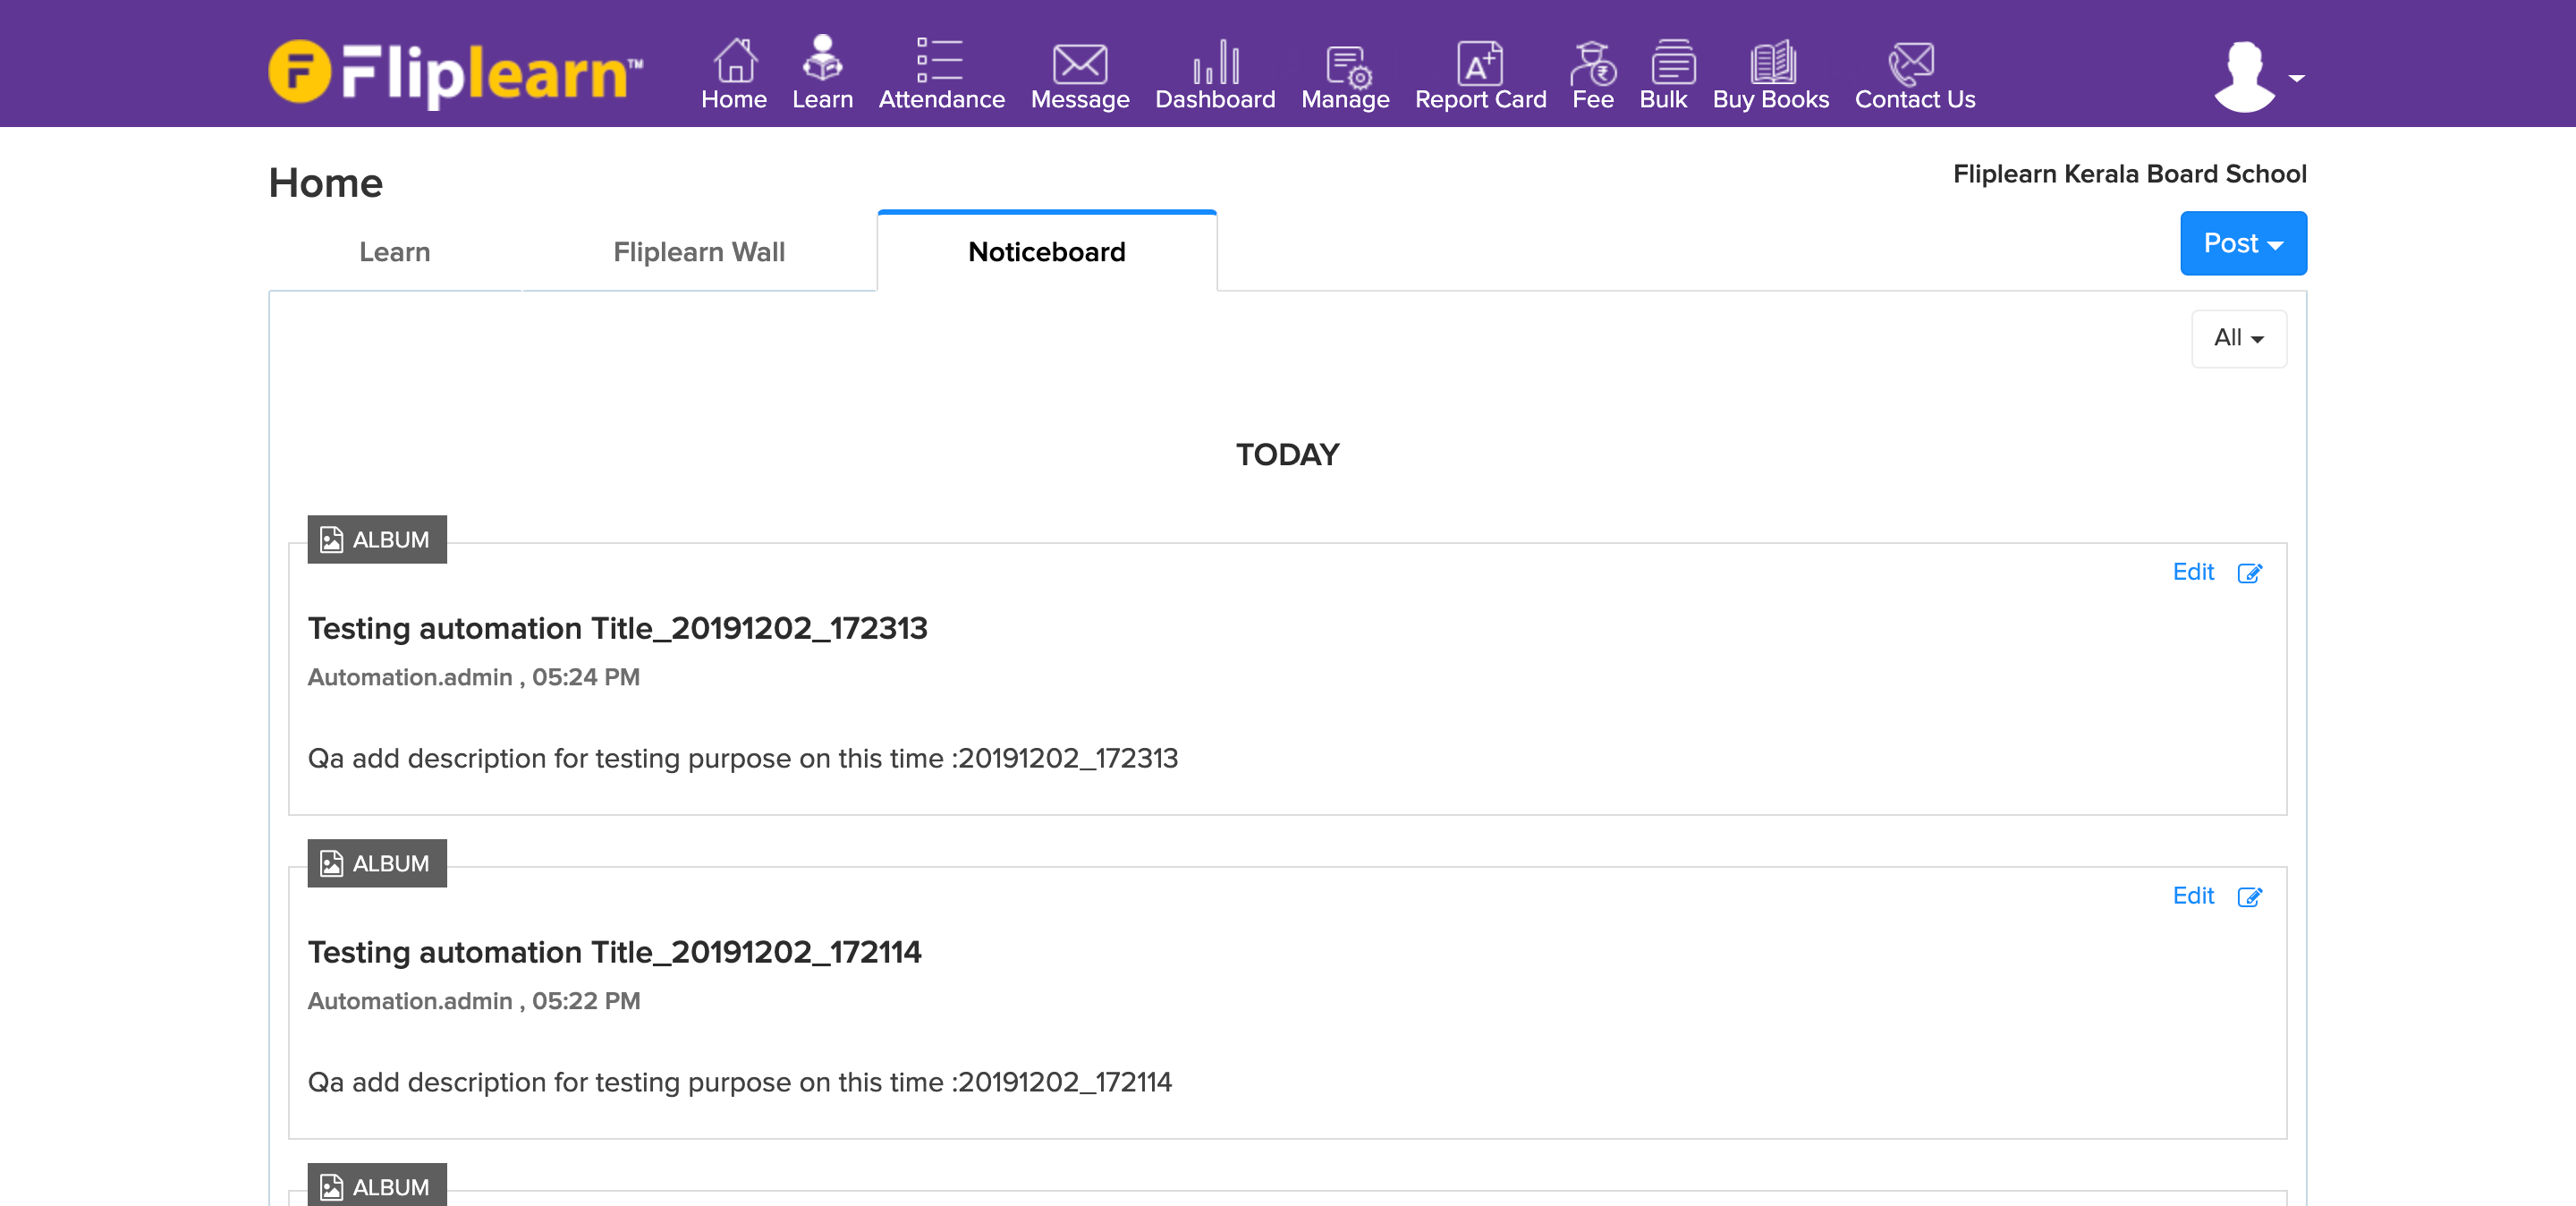 Fliplearn™
Home Learn Attendance Message Dashboard Manage Report Card Fee Bulk Buy Books Contact Us
Home
Fliplearn Kerala Board School
Learn Fliplearn Wall Noticeboard
Post
All
TODAY
ALBUM
Edit
Testing automation Title_20191202_172313
Automation.admin , 05:24 PM
Qa add description for testing purpose on this time :20191202_172313
ALBUM
Edit
Testing automation Title_20191202_172114
Automation.admin , 05:22 PM
Qa add description for testing purpose on this time :20191202_172114
ALBUM